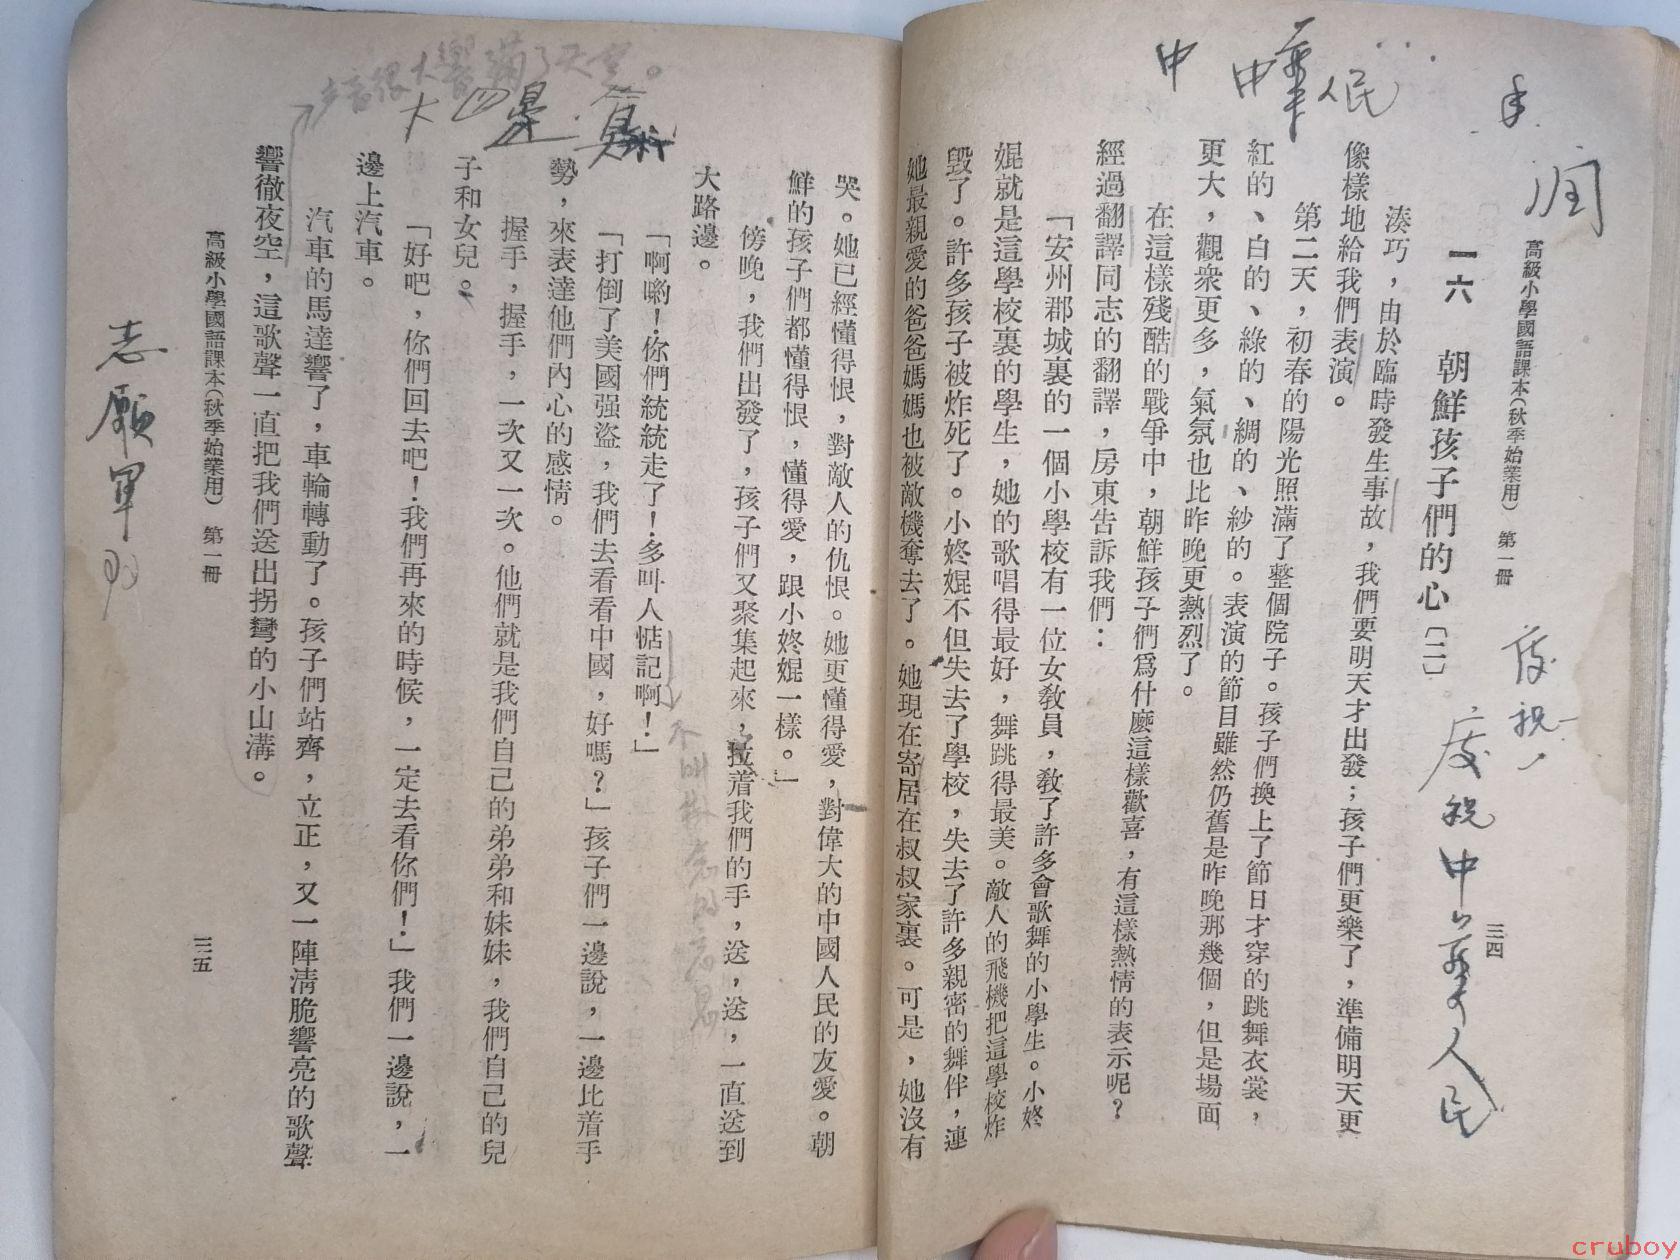 高級小學國語課本(秋季始業用) 第一冊
三四
一六 朝鮮孩子們的心〔二〕
湊巧，由於臨時發生事故，我們要明天才出發；孩子們更樂了，準備明天更
像樣地給我們表演。
第二天，初春的陽光照滿了整個院子。孩子們換上了節日才穿的跳舞衣裳，
紅的、白的、綠的、綢的、紗的。表演的節目雖然仍舊是昨晚那幾個，但是場面
更大，觀衆更多，氣氛也比昨晚更熱烈了。
在這樣殘酷的戰爭中，朝鮮孩子們爲什麼這樣歡喜，有這樣熱情的表示呢？
經過翻譯同志的翻譯，房東告訴我們：
「安州郡城裏的一個小學校有一位女敎員，敎了許多會歌舞的小學生。小姼
婫就是這學校裏的學生，她的歌唱得最好，舞跳得最美。敵人的飛機把這學校炸
毀了。許多孩子被炸死了。小姼婫不但失去了學校，失去了許多親密的舞伴，連
她最親愛的爸爸媽媽也被敵機奪去了。她現在寄居在叔叔家裏。可是，她沒有
中 中華人民
慶祝
慶祝中華人民
哭。她已經懂得恨，對敵人的仇恨。她更懂得愛，對偉大的中國人民的友愛。朝
鮮的孩子們都懂得恨，懂得愛，跟小姼婫一樣。」
傍晚，我們出發了，孩子們又聚集起來，拉着我們的手，送，送，一直送到
大路邊。
「啊喲！你們統統走了！多叫人惦記啊！」
「打倒了美國强盜，我們去看看中國，好嗎？」孩子們一邊說，一邊比着手
勢，來表達他們內心的感情。
握手，握手，一次又一次。他們就是我們自己的弟弟和妹妹，我們自己的兒
子和女兒。
「好吧，你們回去吧！我們再來的時候，一定去看你們！」我們一邊說，一
邊上汽車。
汽車的馬達響了，車輪轉動了。孩子們站齊，立正，又一陣淸脆響亮的歌聲
響徹夜空，這歌聲一直把我們送出拐彎的小山溝。
高級小學國語課本(秋季始業用) 第一冊
三五
志願軍的
cruboy